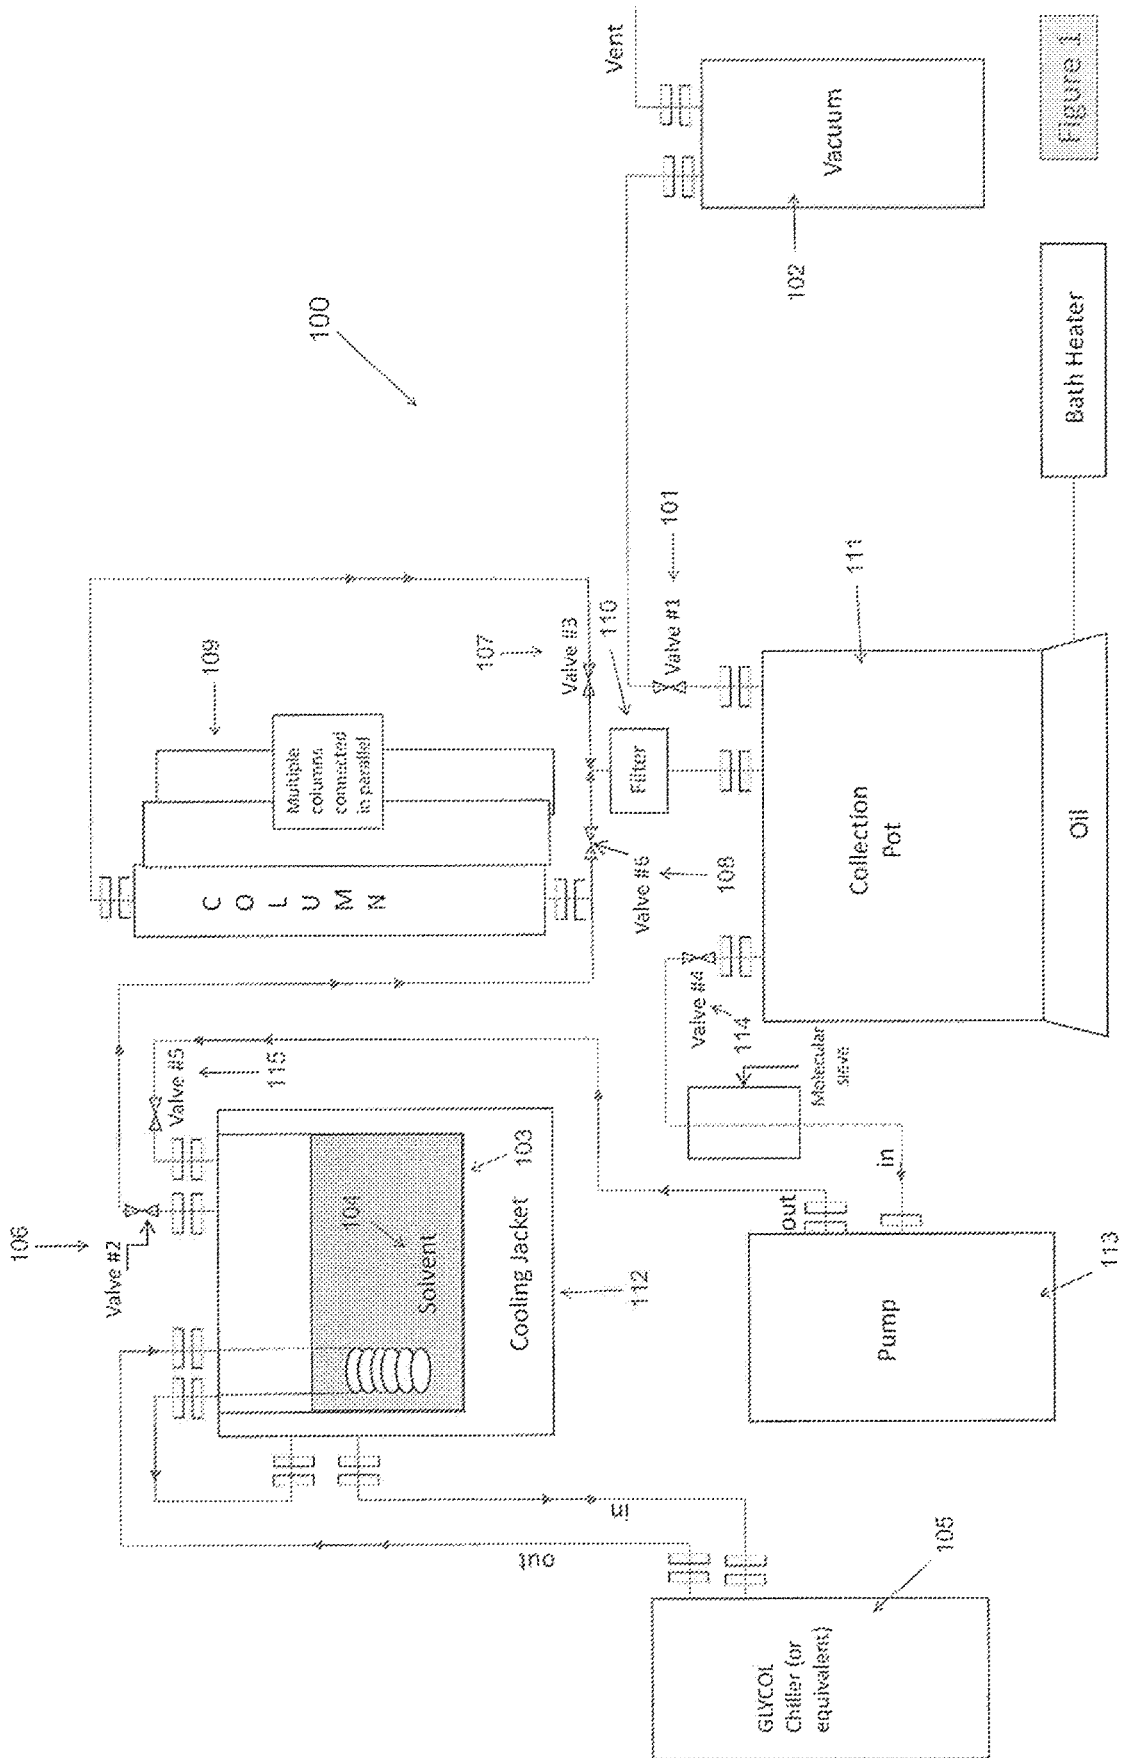 106
Valve #2
Valve #5
115
104
Solvent
103
Cooling Jacket
112
out
in
GLYCOL
Chiller (or
equivalent)
105
C
O
L
U
M
N
Multiple
columns
connected
in parallel
109
107
Valve #3
110
Filter
Valve #6
108
Valve #1
101
Valve #4
114
Molecular
sieve
out
in
Pump
113
Collection
Pot
111
Oil
Bath Heater
100
Vent
Vacuum
102
Figure 1